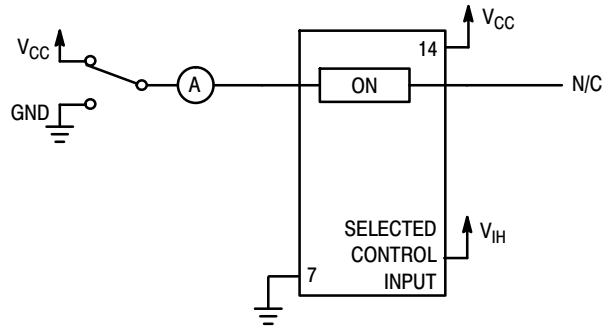 VCC
14
VCC
A
ON
N/C
GND
SELECTED
CONTROL
INPUT
VIH
7